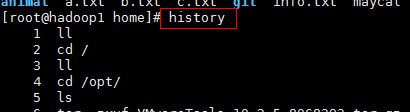 animal a.txt b.txt c.txt git info.txt maycat
[root@hadoop1 home]# history
1 ll
2 cd /
3 ll
4 cd /opt/
5 ls